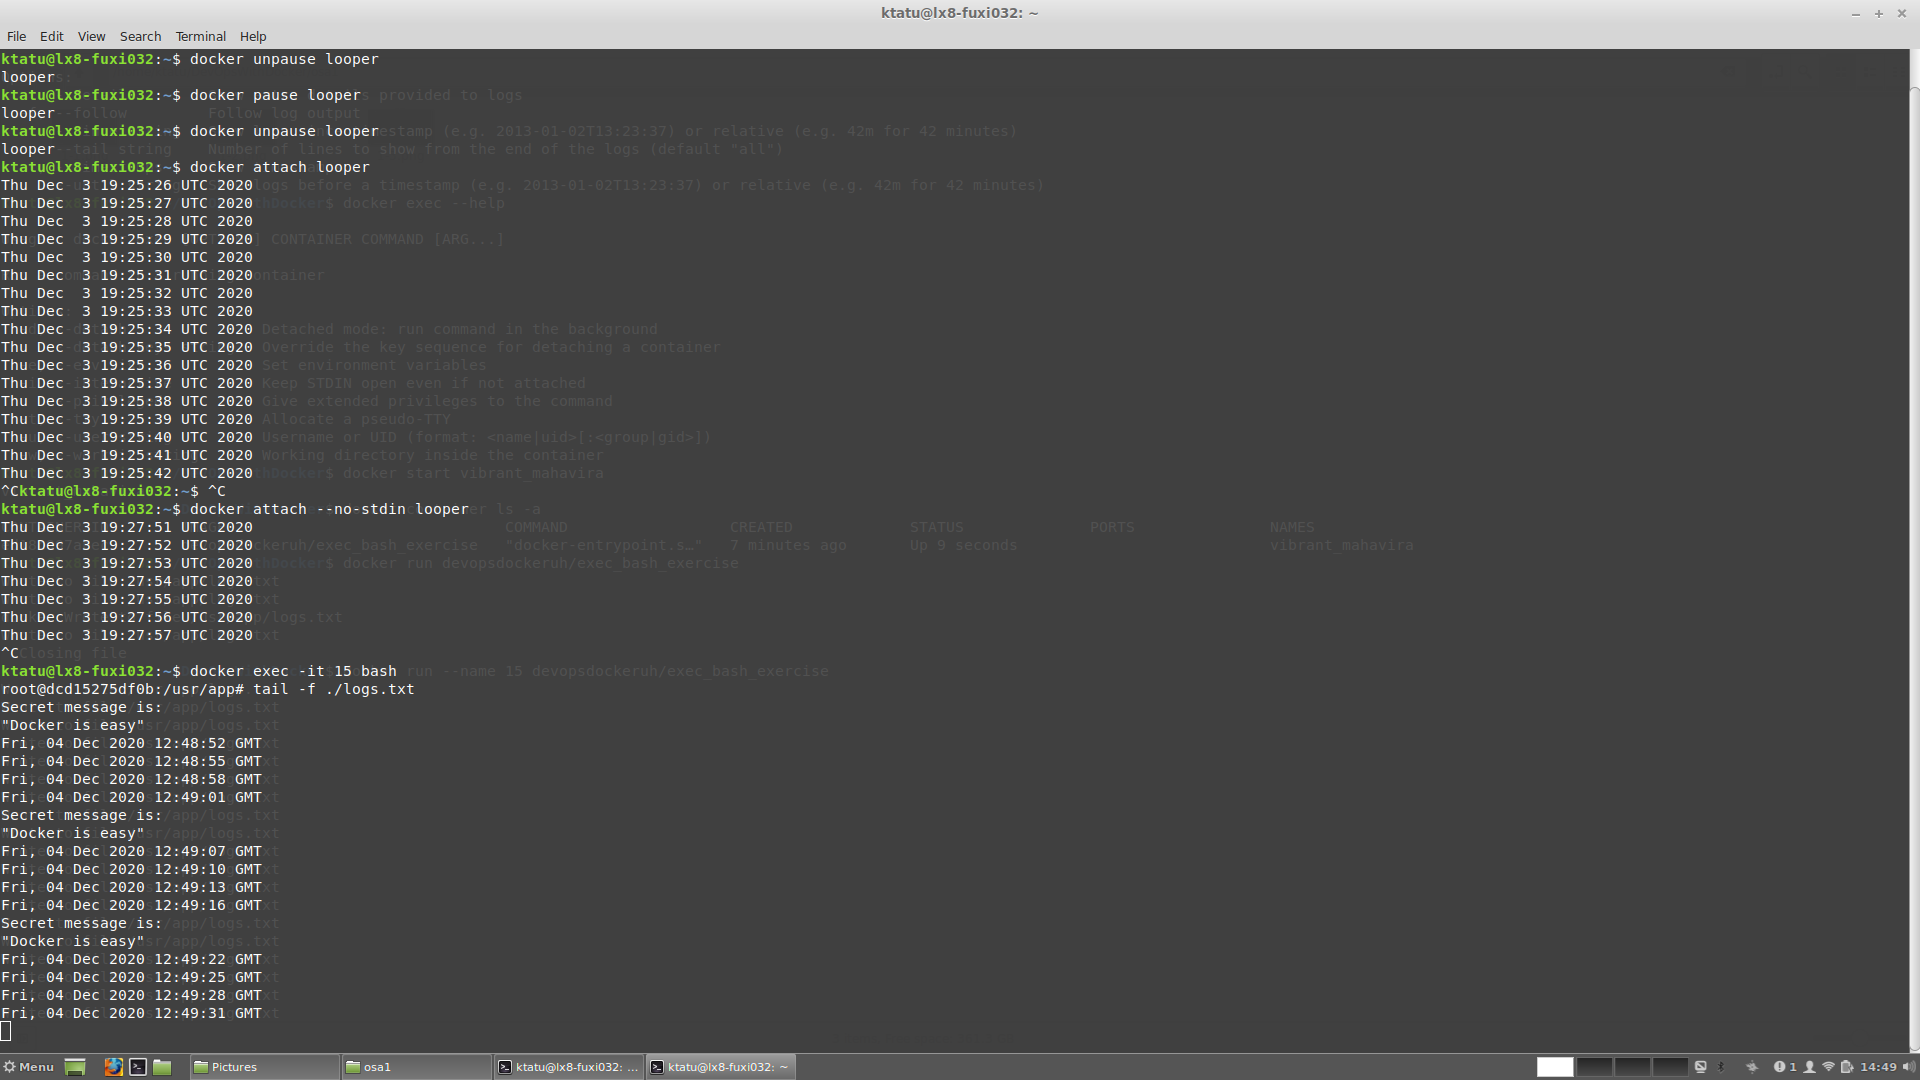 ktatu@lx8-fuxi032: ~
File Edit View Search Terminal Help
ktatu@lx8-fuxi032:~$ docker unpause looper
looper
ktatu@lx8-fuxi032:~$ docker pause looper
looper
ktatu@lx8-fuxi032:~$ docker unpause looper
looper
ktatu@lx8-fuxi032:~$ docker attach looper
Thu Dec  3 19:25:26 UTC 2020
Thu Dec  3 19:25:27 UTC 2020
Thu Dec  3 19:25:28 UTC 2020
Thu Dec  3 19:25:29 UTC 2020
Thu Dec  3 19:25:30 UTC 2020
Thu Dec  3 19:25:31 UTC 2020
Thu Dec  3 19:25:32 UTC 2020
Thu Dec  3 19:25:33 UTC 2020
Thu Dec  3 19:25:34 UTC 2020
Thu Dec  3 19:25:35 UTC 2020
Thu Dec  3 19:25:36 UTC 2020
Thu Dec  3 19:25:37 UTC 2020
Thu Dec  3 19:25:38 UTC 2020
Thu Dec  3 19:25:39 UTC 2020
Thu Dec  3 19:25:40 UTC 2020
Thu Dec  3 19:25:41 UTC 2020
Thu Dec  3 19:25:42 UTC 2020
^Cktatu@lx8-fuxi032:~$ ^C
ktatu@lx8-fuxi032:~$ docker attach --no-stdin looper
Thu Dec  3 19:27:51 UTC 2020
Thu Dec  3 19:27:52 UTC 2020
Thu Dec  3 19:27:53 UTC 2020
Thu Dec  3 19:27:54 UTC 2020
Thu Dec  3 19:27:55 UTC 2020
Thu Dec  3 19:27:56 UTC 2020
Thu Dec  3 19:27:57 UTC 2020
^C
ktatu@lx8-fuxi032:~$ docker exec -it 15 bash
root@dcd15275df0b:/usr/app# tail -f ./logs.txt
Secret message is:
"Docker is easy"
Fri, 04 Dec 2020 12:48:52 GMT
Fri, 04 Dec 2020 12:48:55 GMT
Fri, 04 Dec 2020 12:48:58 GMT
Fri, 04 Dec 2020 12:49:01 GMT
Secret message is:
"Docker is easy"
Fri, 04 Dec 2020 12:49:07 GMT
Fri, 04 Dec 2020 12:49:10 GMT
Fri, 04 Dec 2020 12:49:13 GMT
Fri, 04 Dec 2020 12:49:16 GMT
Secret message is:
"Docker is easy"
Fri, 04 Dec 2020 12:49:22 GMT
Fri, 04 Dec 2020 12:49:25 GMT
Fri, 04 Dec 2020 12:49:28 GMT
Fri, 04 Dec 2020 12:49:31 GMT
Menu Pictures osa1 ktatu@lx8-fuxi032: ... ktatu@lx8-fuxi032: ~ 1 14:49